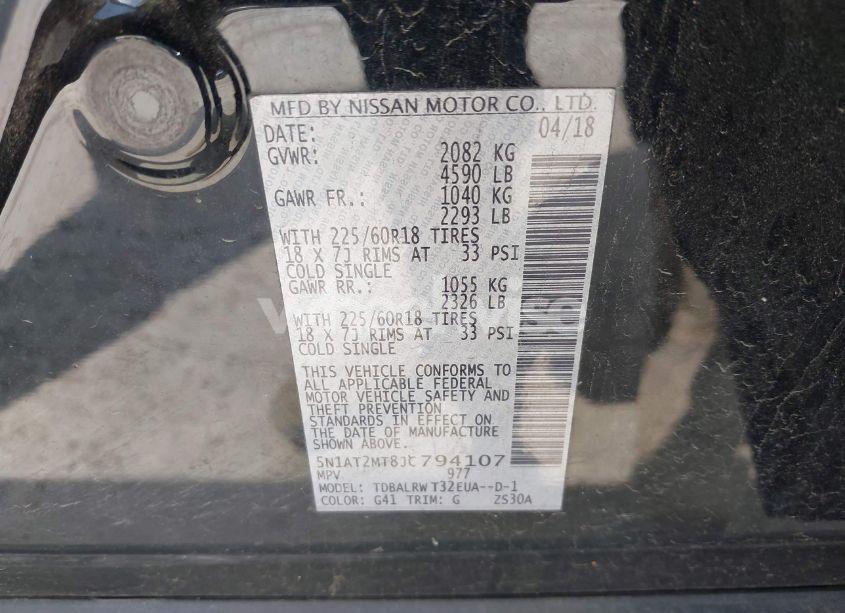 MFD BY NISSAN MOTOR CO., LTD.
DATE: 04/18
GVWR: 2082 KG
4590 LB
GAWR FR.: 1040 KG
2293 LB
WITH 225/60R18 TIRES
18 X 7J RIMS AT 33 PSI
COLD SINGLE
GAWR RR.: 1055 KG
2326 LB
WITH 225/60R18 TIRES
18 X 7J RIMS AT 33 PSI
COLD SINGLE
THIS VEHICLE CONFORMS TO
ALL APPLICABLE FEDERAL
MOTOR VEHICLE SAFETY AND
THEFT PREVENTION
STANDARDS IN EFFECT ON
THE DATE OF MANUFACTURE
SHOWN ABOVE.
5N1AT2MT8JC794107
MPV 977
MODEL: TDBALRW T32EUA--D-1
COLOR: G41 TRIM: G ZS30A